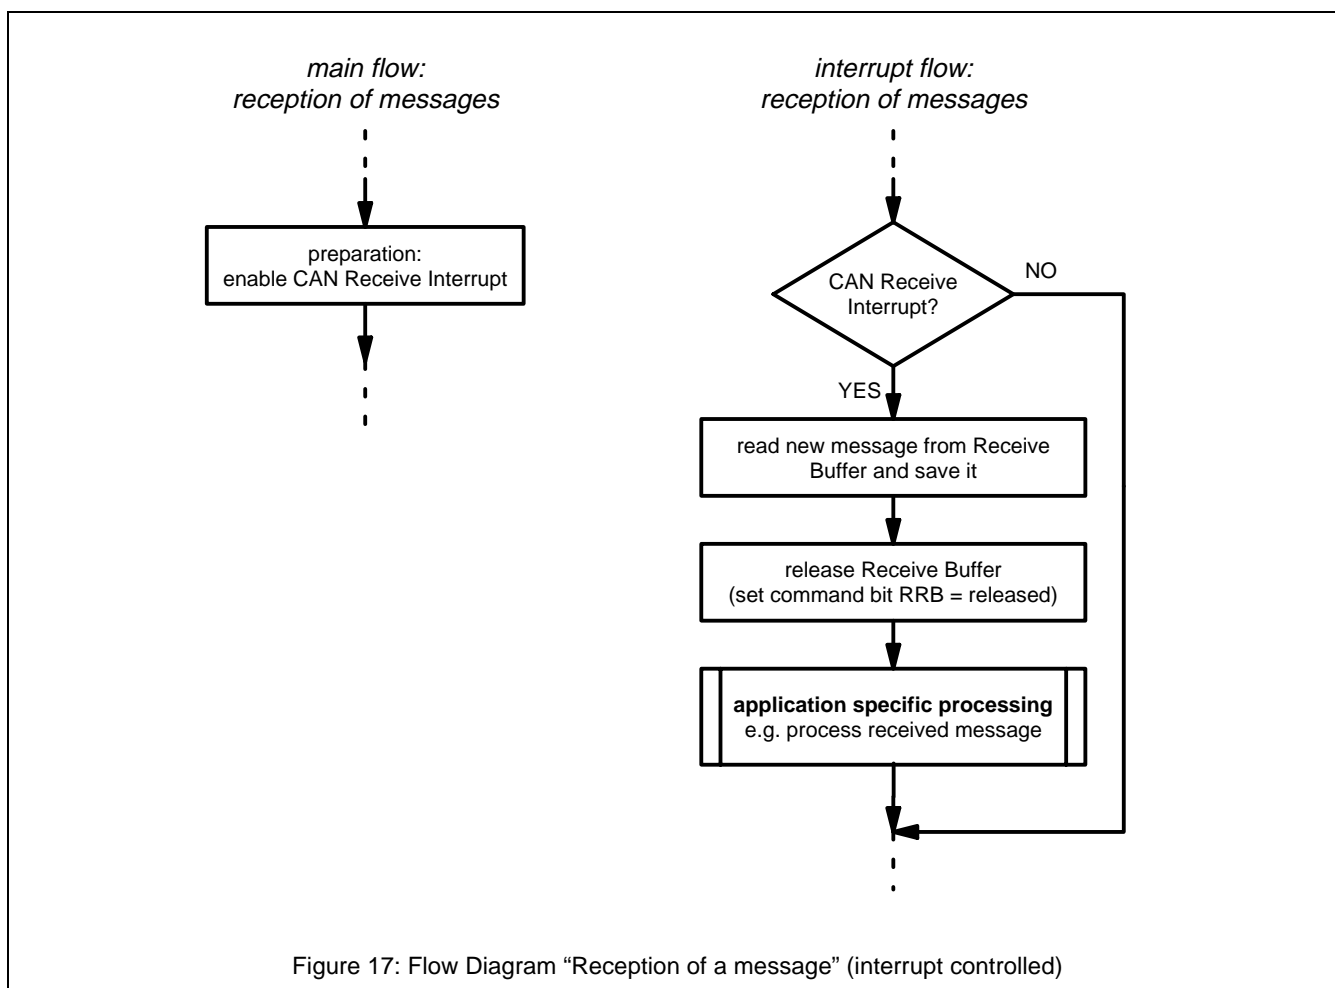 main flow:
reception of messages
preparation:
enable CAN Receive Interrupt
interrupt flow:
reception of messages
CAN Receive
Interrupt?
NO
YES
read new message from Receive
Buffer and save it
release Receive Buffer
(set command bit RRB = released)
application specific processing
e.g. process received message
Figure 17: Flow Diagram “Reception of a message” (interrupt controlled)